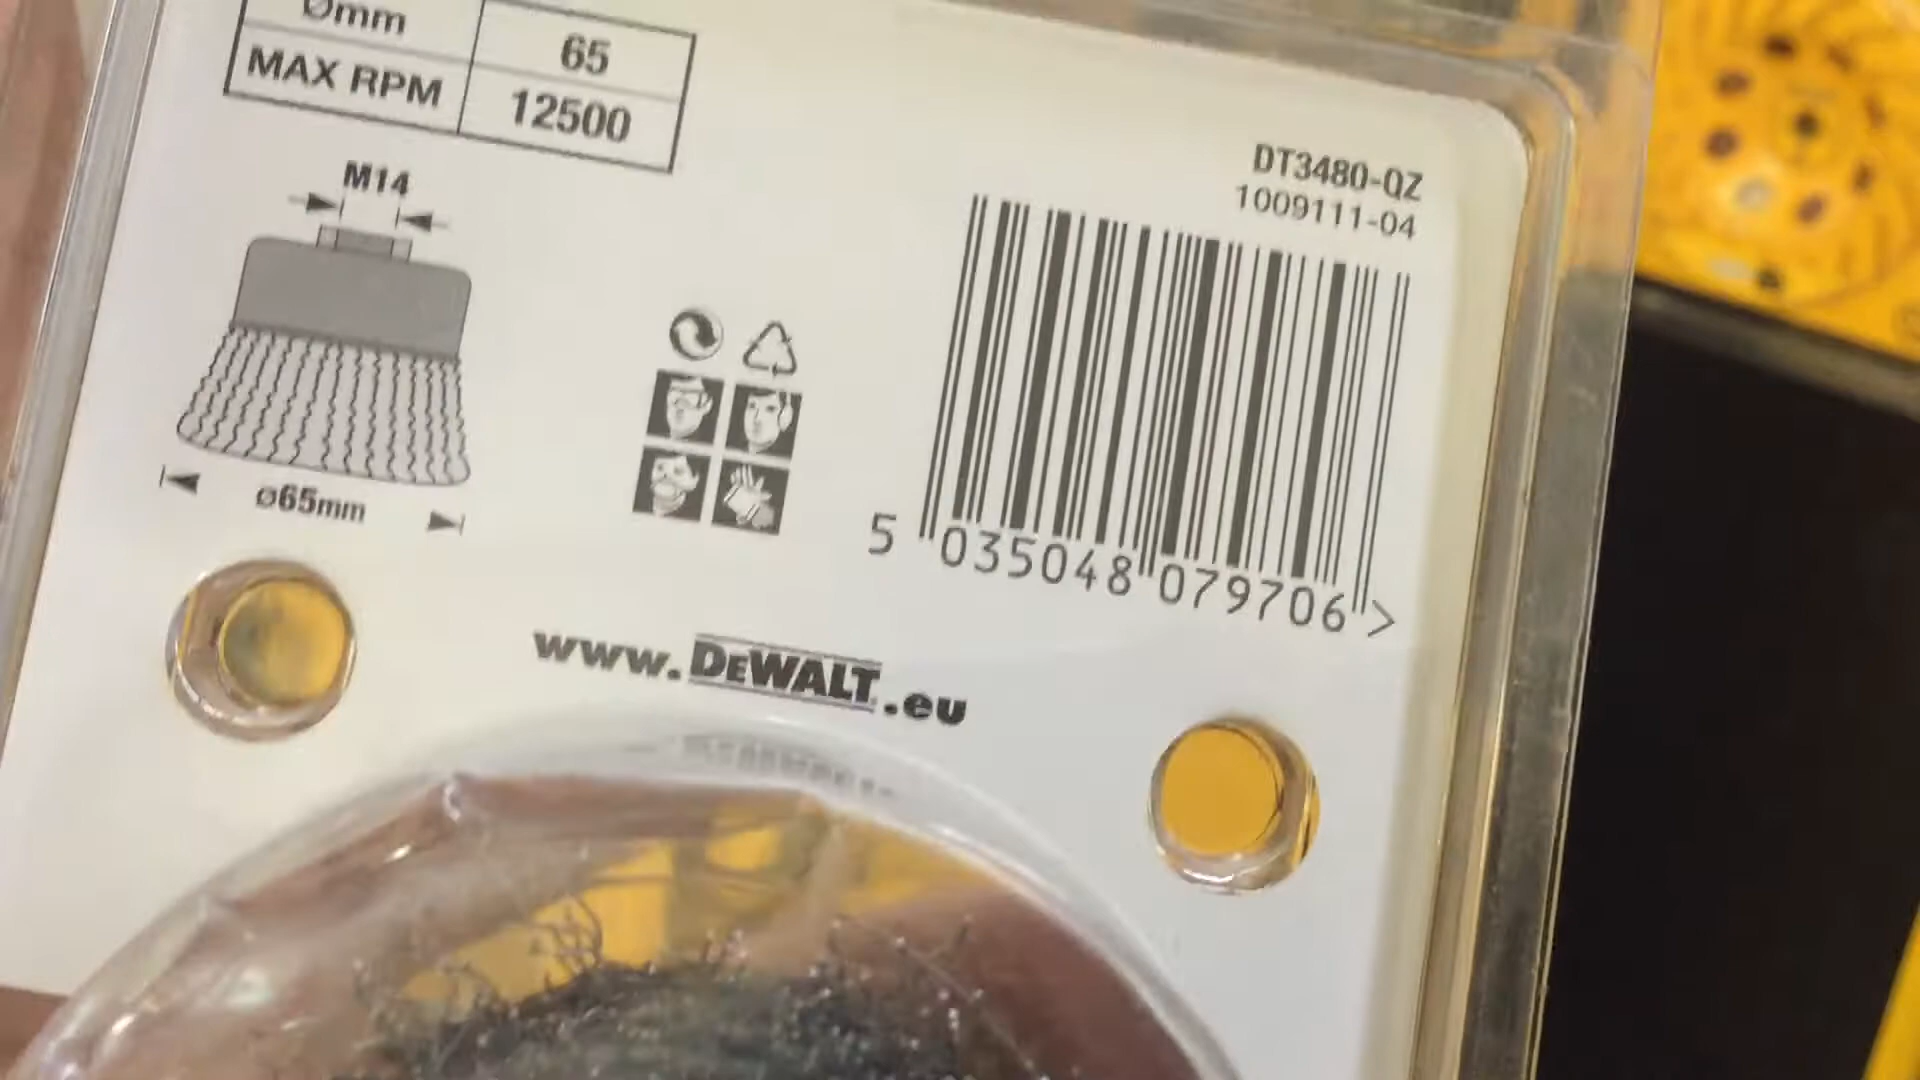 Ømm 65
MAX RPM 12500
M14
ø65mm
DT3480-QZ
1009111-04
5 035048 079706 >
www.DEWALT.eu